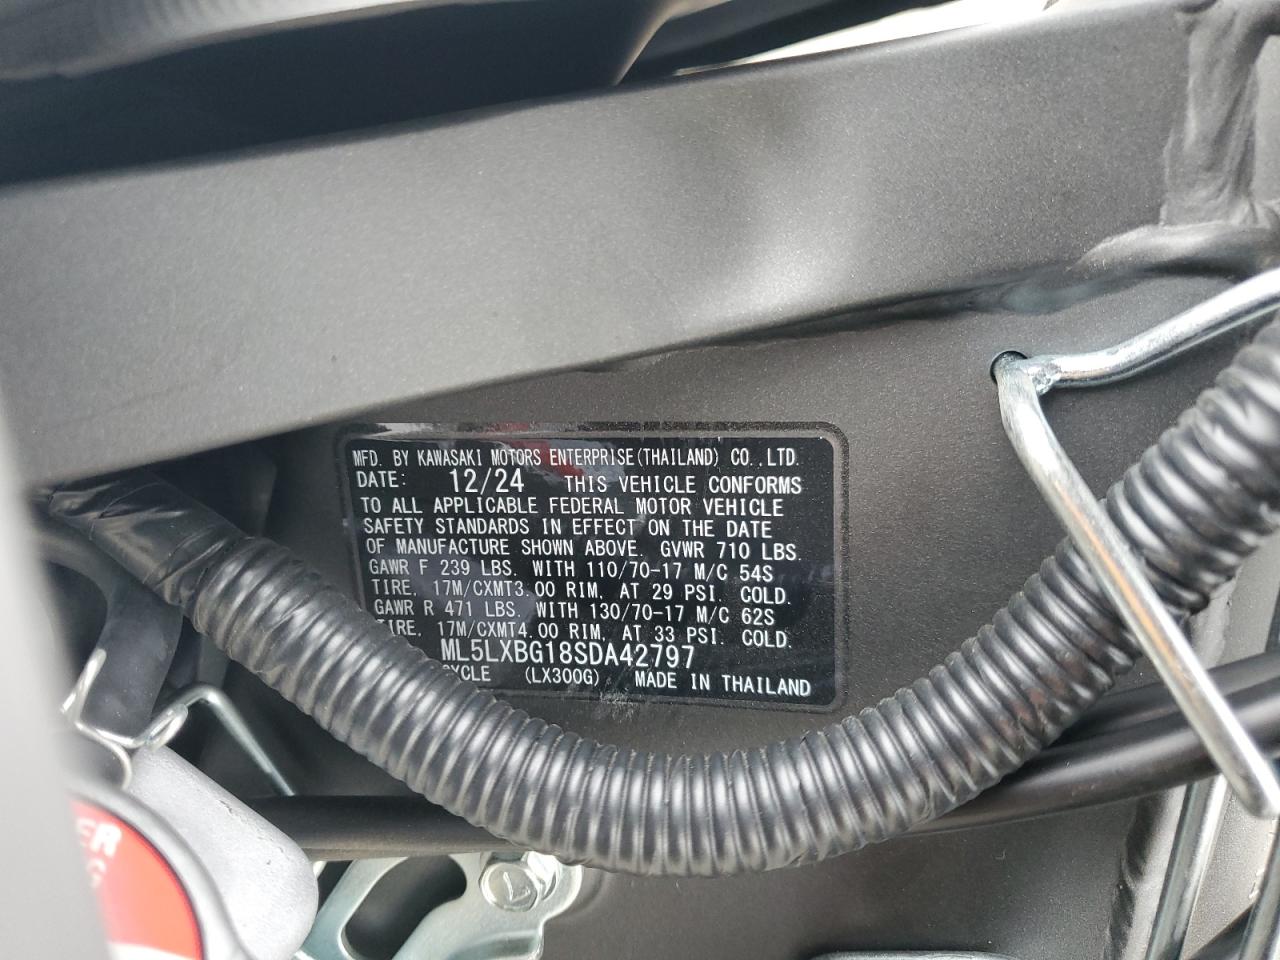 MFD. BY KAWASAKI MOTORS ENTERPRISE(THAILAND) CO.,LTD.
DATE: 12/24 THIS VEHICLE CONFORMS
TO ALL APPLICABLE FEDERAL MOTOR VEHICLE
SAFETY STANDARDS IN EFFECT ON THE DATE
OF MANUFACTURE SHOWN ABOVE. GVWR 710 LBS.
GAWR F 239 LBS. WITH 110/70-17 M/C 54S
TIRE, 17M/CXMT3.00 RIM, AT 29 PSI. COLD.
GAWR R 471 LBS. WITH 130/70-17 M/C 62S
TIRE, 17M/CXMT4.00 RIM, AT 33 PSI. COLD.
ML5LXBG18SDA42797
CYCLE (LX300G) MADE IN THAILAND
L